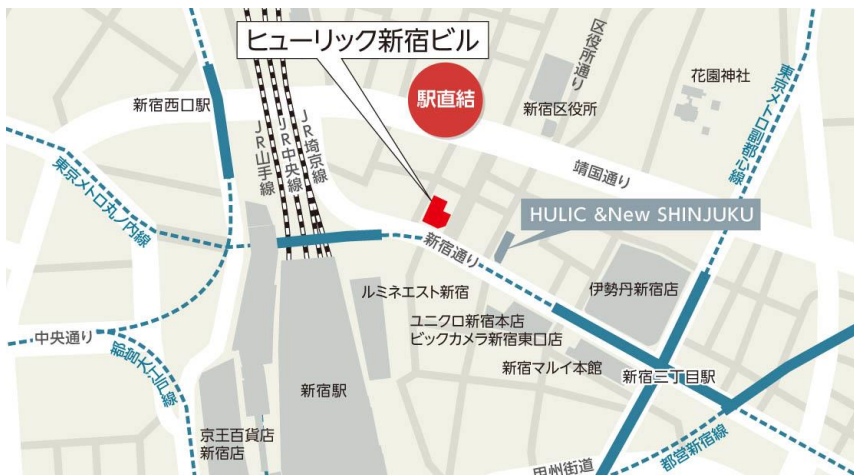 ヒューリック新宿ビル
駅直結
区役所通り
花園神社
新宿区役所
東京メトロ副都心線
新宿西口駅
JR山手線
JR中央線
JR埼京線
靖国通り
東京メトロ丸ノ内線
HULIC &New SHINJUKU
新宿通り
伊勢丹新宿店
ルミネエスト新宿
ユニクロ新宿本店
ビックカメラ新宿東口店
中央通り
都営大江戸線
新宿マルイ本館
新宿三丁目駅
新宿駅
京王百貨店
新宿店
都営新宿線
甲州街道